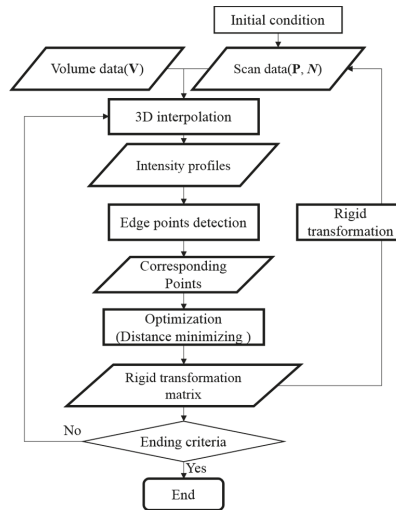 Initial condition
Volume data(V)
Scan data(P, N)
3D interpolation
Intensity profiles
Edge points detection
Rigid
transformation
Corresponding
Points
Optimization
(Distance minimizing )
Rigid transformation
matrix
No
Ending criteria
Yes
End